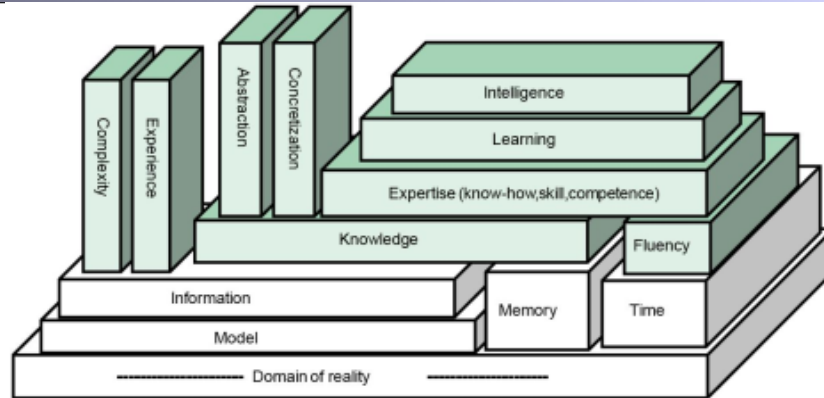 Complexity
Experience
Abstraction
Concretization
Intelligence
Learning
Expertise (know-how,skill,competence)
Knowledge
Fluency
Information
Memory
Time
Model
Domain of reality